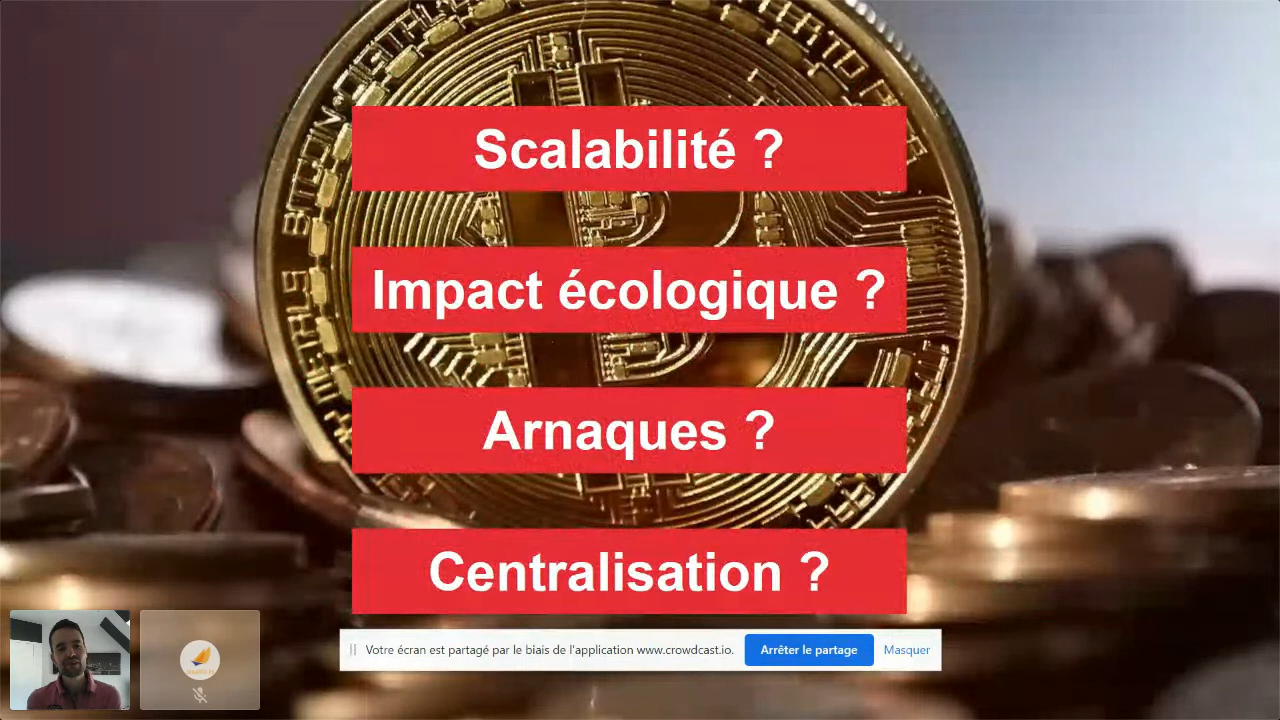 BITCOIN
Scalabilité ?
Impact écologique ?
Arnaques ?
Centralisation ?
Votre écran est partagé par le biais de l'application www.crowdcast.io.
Arrêter le partage
Masquer